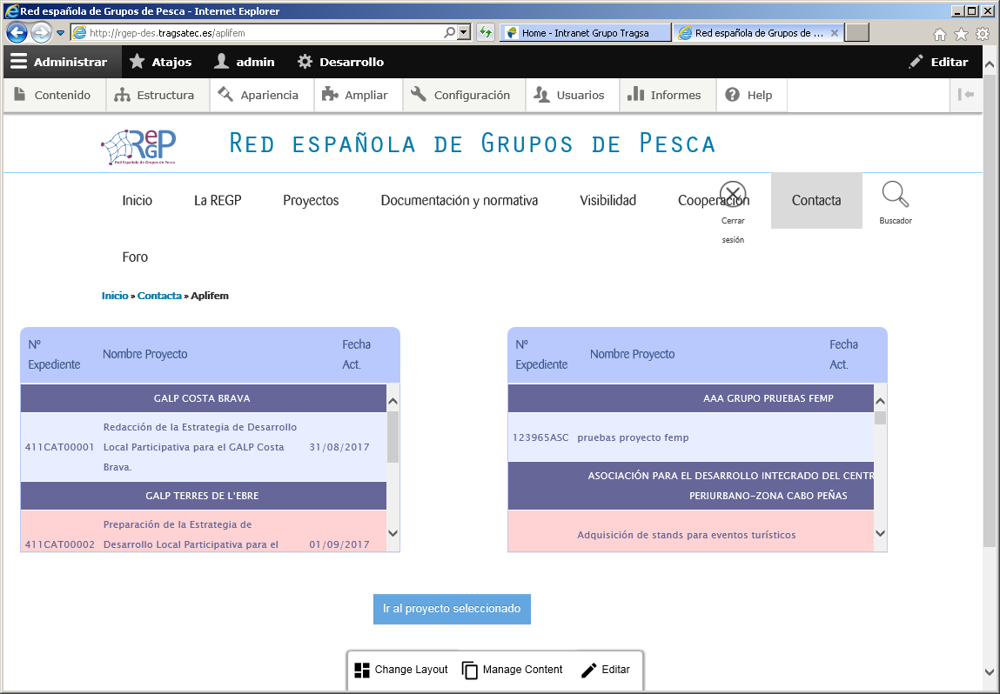 Red española de Grupos de Pesca - Internet Explorer
http://rgep-des.tragsatec.es/aplifem
Home - Intranet Grupo Tragsa
Red española de Grupos de ...
Administrar
Atajos
admin
Desarrollo
Editar
Contenido
Estructura
Apariencia
Ampliar
Configuración
Usuarios
Informes
Help
REGP
Red Española de Grupos de Pesca
Red española de Grupos de Pesca
Inicio
La REGP
Proyectos
Documentación y normativa
Visibilidad
Cooperación
Cerrar
sesión
Contacta
Buscador
Foro
Inicio » Contacta » Aplifem
Nº
Expediente
Nombre Proyecto
Fecha
Act.
GALP COSTA BRAVA
Redacción de la Estrategia de Desarrollo
411CAT00001 Local Participativa para el GALP Costa 31/08/2017
Brava.
GALP TERRES DE L'EBRE
Preparación de la Estrategia de
411CAT00002 Desarrollo Local Participativa para el 01/09/2017
Nº
Expediente
Nombre Proyecto
Fecha
Act.
AAA GRUPO PRUEBAS FEMP
123965ASC pruebas proyecto femp
ASOCIACIÓN PARA EL DESARROLLO INTEGRADO DEL CENTR
PERIURBANO-ZONA CABO PEÑAS
Adquisición de stands para eventos turísticos
Ir al proyecto seleccionado
Change Layout
Manage Content
Editar